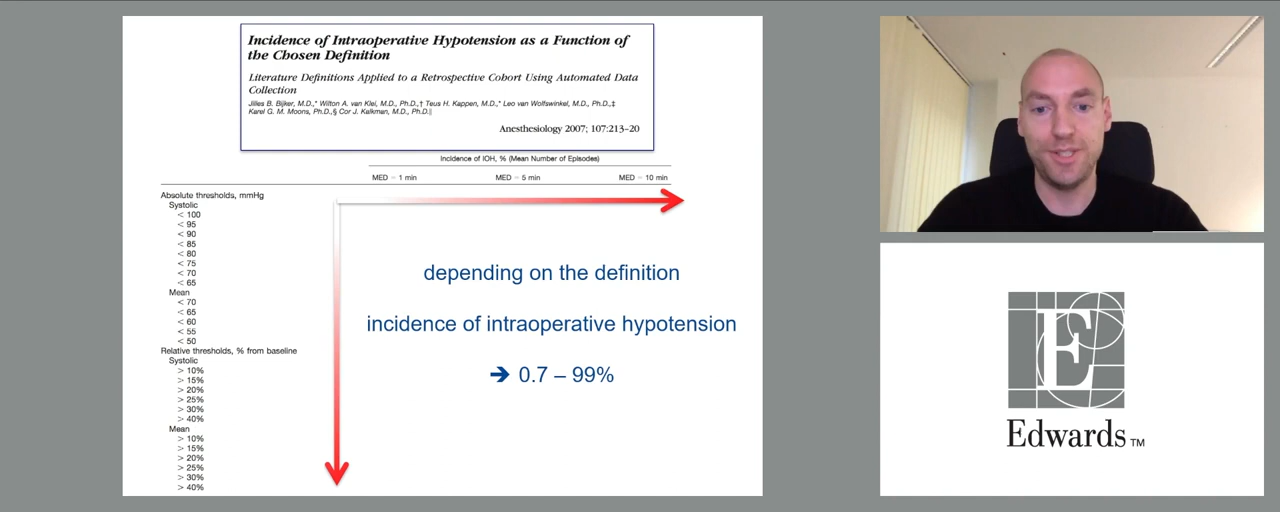 Incidence of Intraoperative Hypotension as a Function of
the Chosen Definition
Literature Definitions Applied to a Retrospective Cohort Using Automated Data
Collection
Jilles B. Bijker, M.D.,* Wilton A. van Klei, M.D., Ph.D.,† Teus H. Kappen, M.D.,* Leo van Wolfswinkel, M.D., Ph.D.,‡
Karel G. M. Moons, Ph.D.,§ Cor J. Kalkman, M.D., Ph.D.||
Anesthesiology 2007; 107:213–20
Incidence of IOH, % (Mean Number of Episodes)
MED = 1 min MED = 5 min MED = 10 min
Absolute thresholds, mmHg
Systolic
< 100
< 95
< 90
< 85
< 80
< 75
< 70
< 65
Mean
< 70
< 65
< 60
< 55
< 50
Relative thresholds, % from baseline
Systolic
> 10%
> 15%
> 20%
> 25%
> 30%
> 40%
Mean
> 10%
> 15%
> 20%
> 25%
> 30%
> 40%
depending on the definition
incidence of intraoperative hypotension
➔ 0.7 – 99%
E
Edwards™